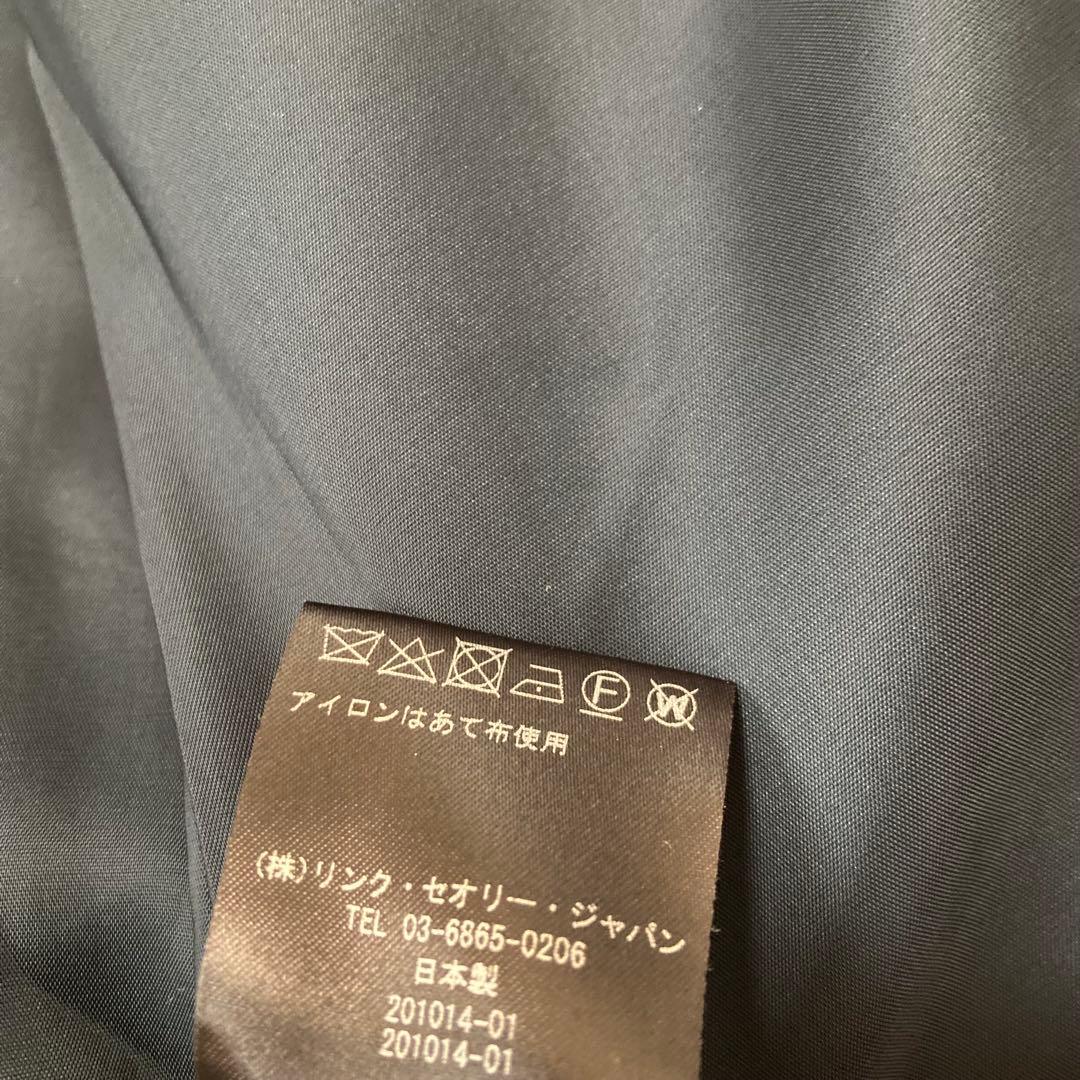 F W
アイロンはあて布使用
(株)リンク・セオリー・ジャパン
TEL 03-6865-0206
日本製
201014-01
201014-01